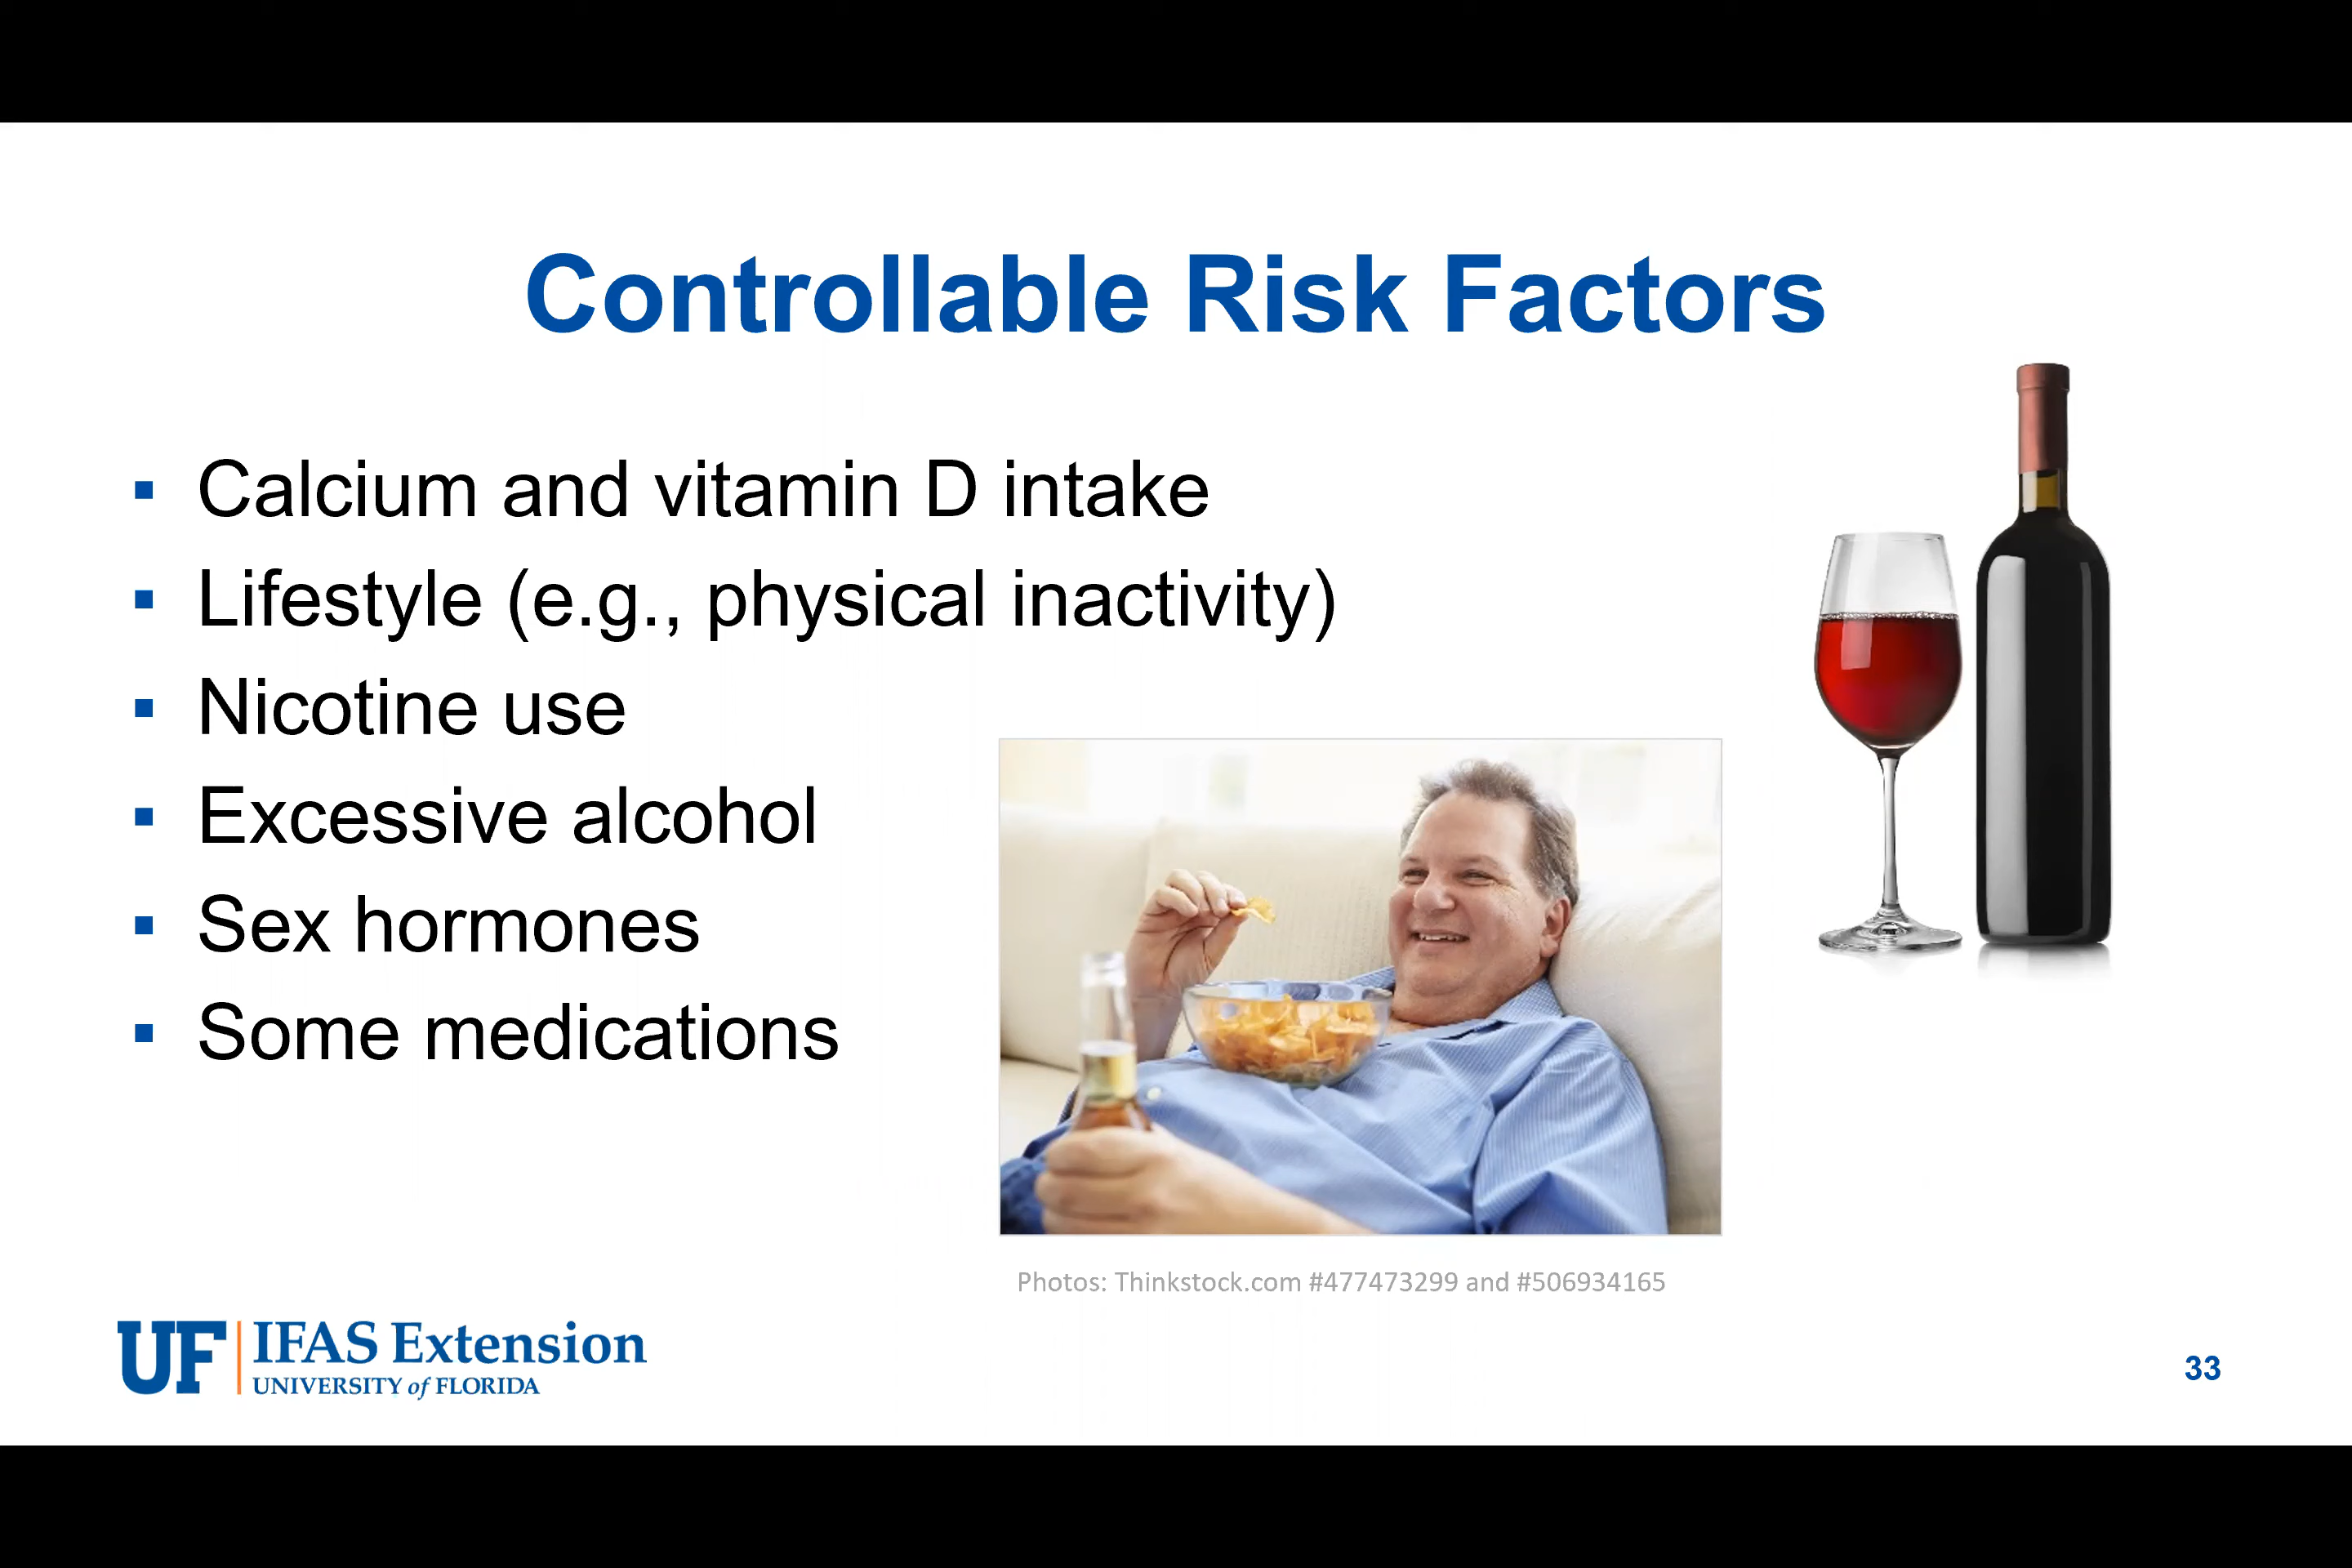 Controllable Risk Factors
▪ Calcium and vitamin D intake
▪ Lifestyle (e.g., physical inactivity)
▪ Nicotine use
▪ Excessive alcohol
▪ Sex hormones
▪ Some medications
Photos: Thinkstock.com #477473299 and #506934165
UF IFAS Extension
UNIVERSITY of FLORIDA
33